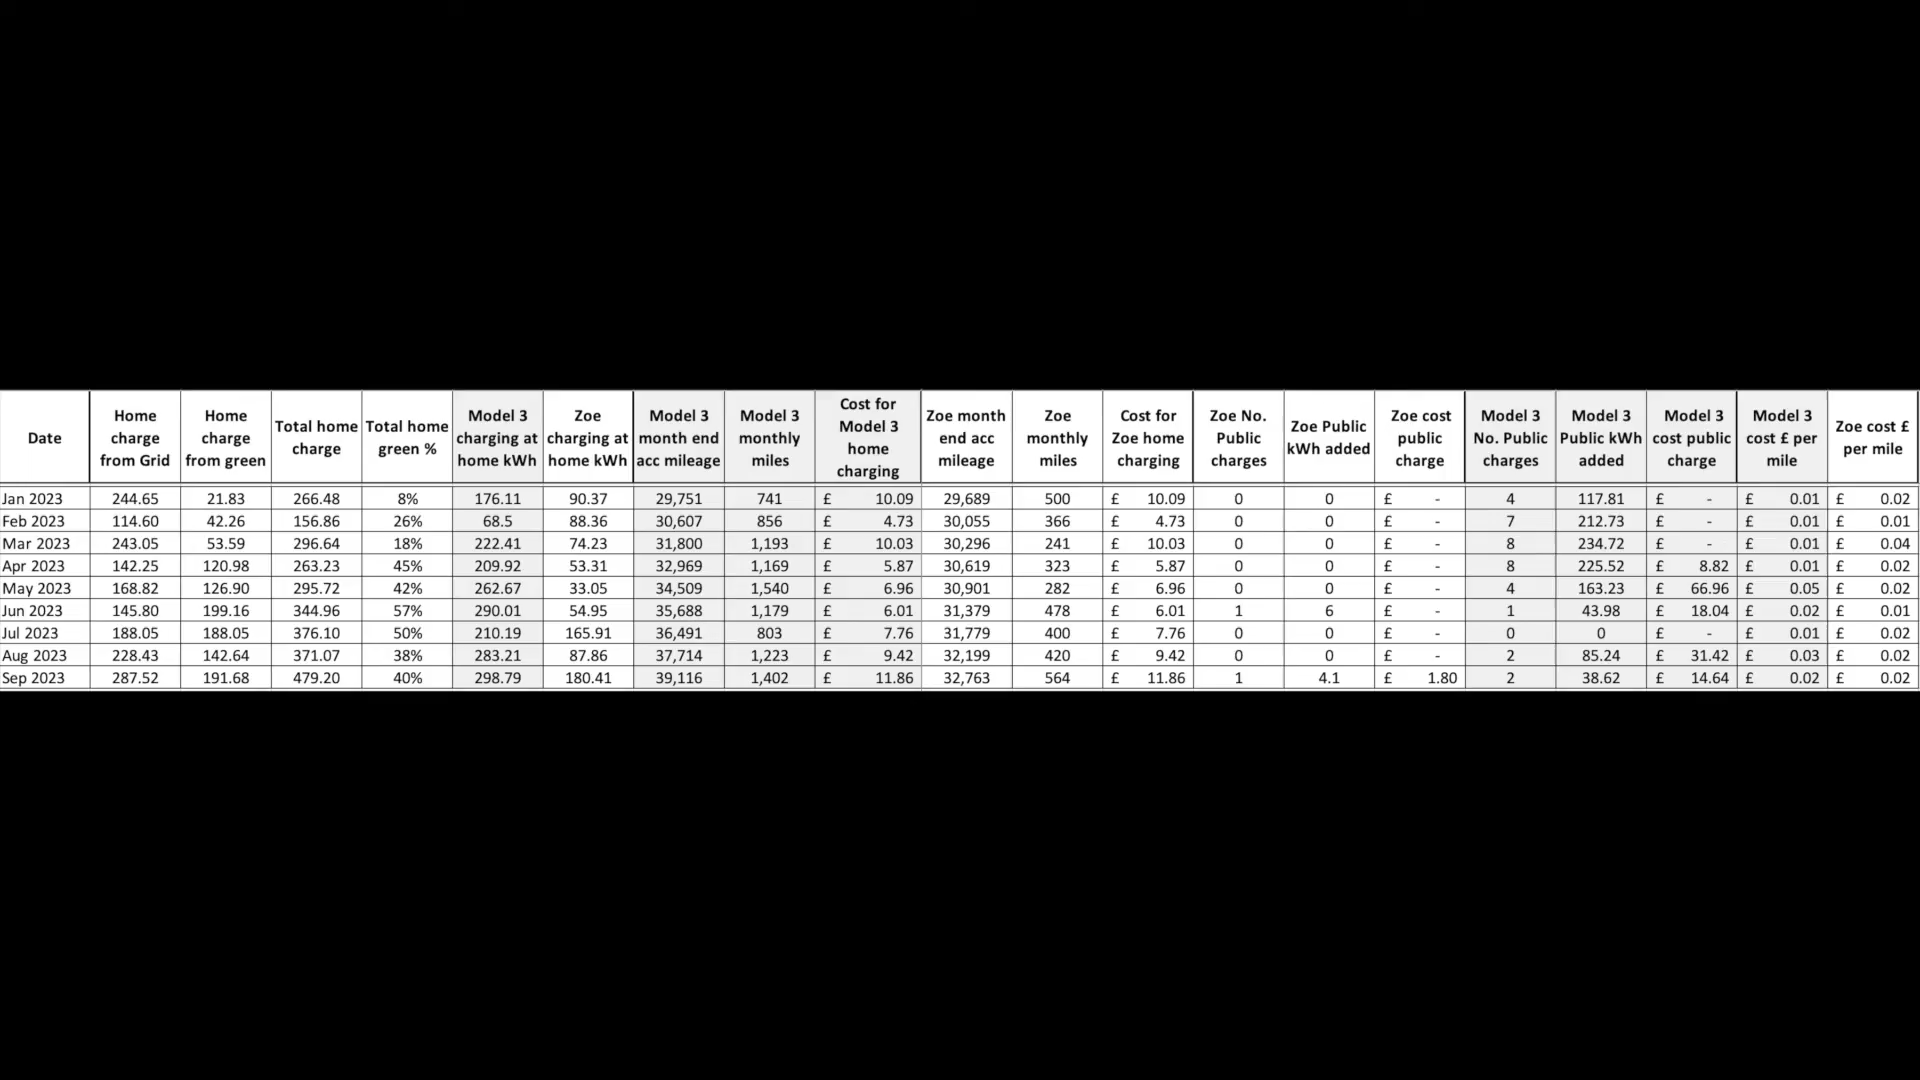 Date Home charge from Grid Home charge from green Total home charge Total home green % Model 3 charging at home kWh Zoe charging at home kWh Model 3 month end acc mileage Model 3 monthly miles Cost for Model 3 home charging Zoe month end acc mileage Zoe monthly miles Cost for Zoe home charging Zoe No. Public charges Zoe Public kWh added Zoe cost public charge Model 3 No. Public charges Model 3 Public kWh added Model 3 cost public charge Model 3 cost £ per mile Zoe cost £ per mile
Jan 2023 244.65 21.83 266.48 8% 176.11 90.37 29,751 741 £ 10.09 29,689 500 £ 10.09 0 0 £ - 4 117.81 £ - £ 0.01 £ 0.02
Feb 2023 114.60 42.26 156.86 26% 68.5 88.36 30,607 856 £ 4.73 30,055 366 £ 4.73 0 0 £ - 7 212.73 £ - £ 0.01 £ 0.01
Mar 2023 243.05 53.59 296.64 18% 222.41 74.23 31,800 1,193 £ 10.03 30,296 241 £ 10.03 0 0 £ - 8 234.72 £ - £ 0.01 £ 0.04
Apr 2023 142.25 120.98 263.23 45% 209.92 53.31 32,969 1,169 £ 5.87 30,619 323 £ 5.87 0 0 £ - 8 225.52 £ 8.82 £ 0.01 £ 0.02
May 2023 168.82 126.90 295.72 42% 262.67 33.05 34,509 1,540 £ 6.96 30,901 282 £ 6.96 0 0 £ - 4 163.23 £ 66.96 £ 0.05 £ 0.02
Jun 2023 145.80 199.16 344.96 57% 290.01 54.95 35,688 1,179 £ 6.01 31,379 478 £ 6.01 1 6 £ - 1 43.98 £ 18.04 £ 0.02 £ 0.01
Jul 2023 188.05 188.05 376.10 50% 210.19 165.91 36,491 803 £ 7.76 31,779 400 £ 7.76 0 0 £ - 0 0 £ - £ 0.01 £ 0.02
Aug 2023 228.43 142.64 371.07 38% 283.21 87.86 37,714 1,223 £ 9.42 32,199 420 £ 9.42 0 0 £ - 2 85.24 £ 31.42 £ 0.03 £ 0.02
Sep 2023 287.52 191.68 479.20 40% 298.79 180.41 39,116 1,402 £ 11.86 32,763 564 £ 11.86 1 4.1 £ 1.80 2 38.62 £ 14.64 £ 0.02 £ 0.02